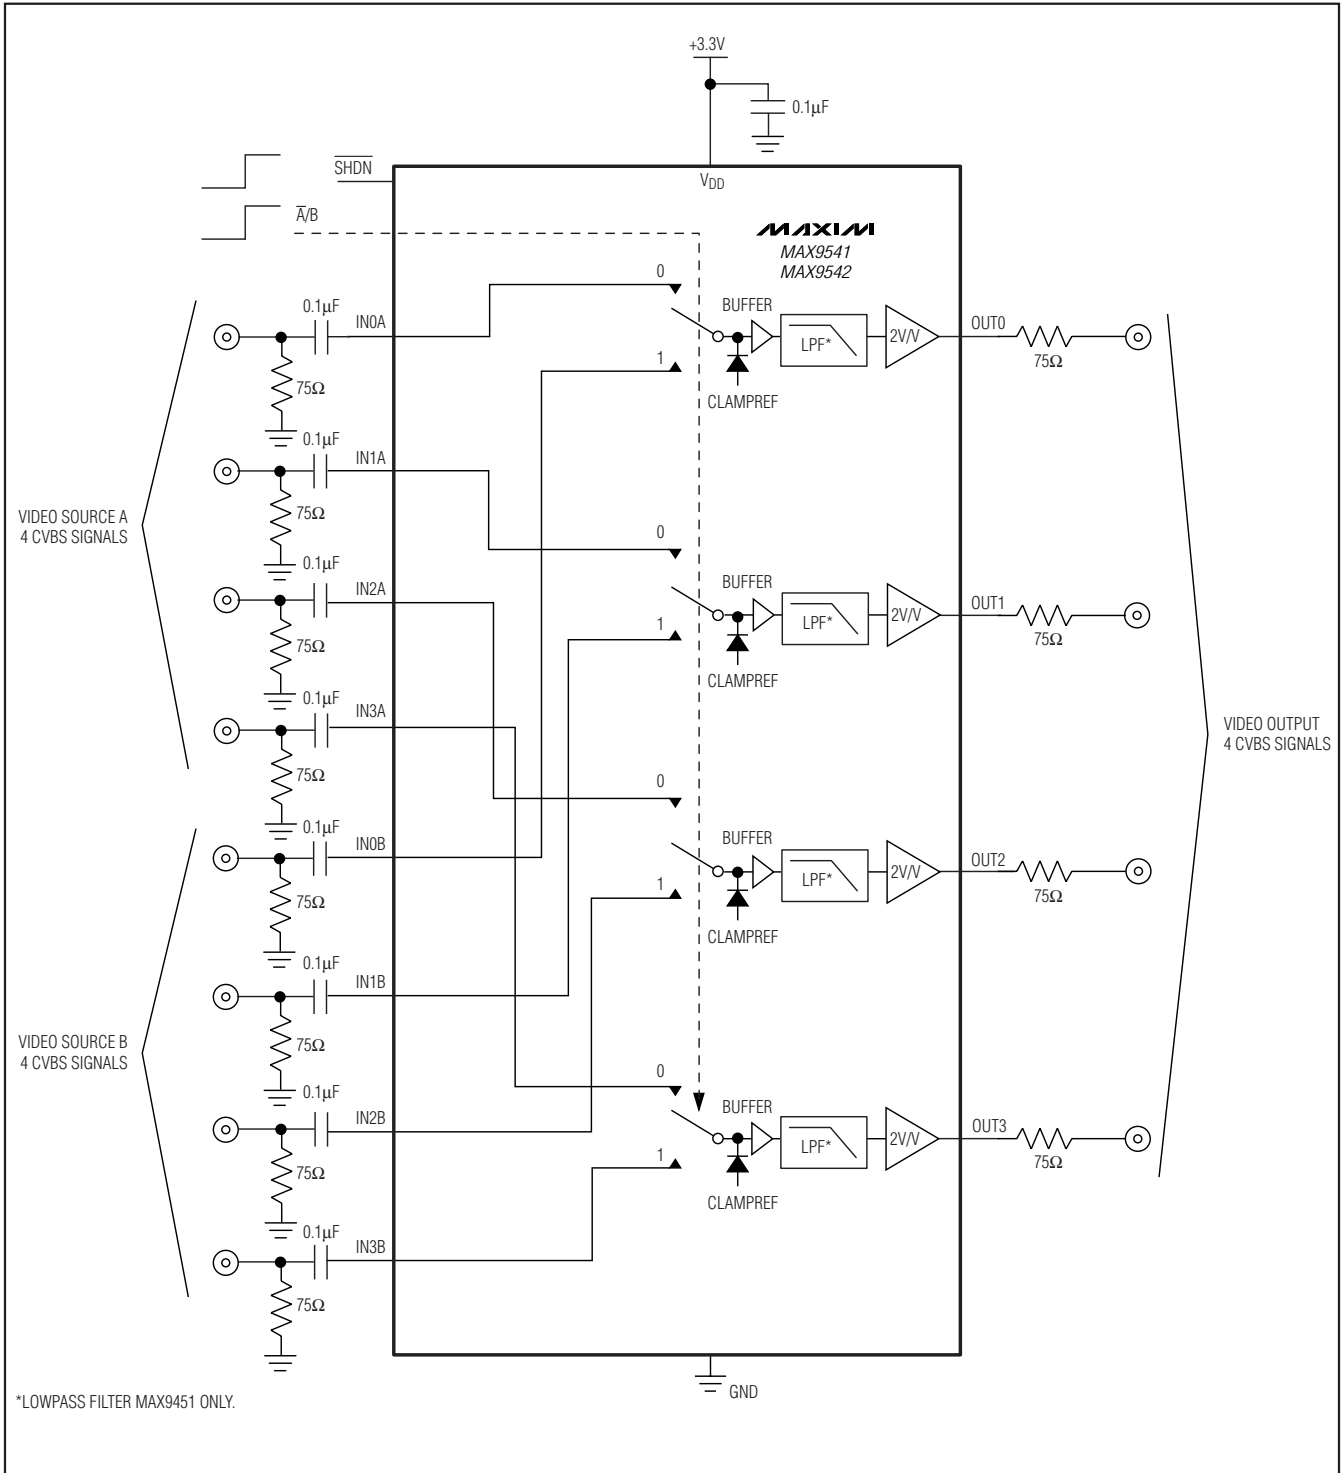 +3.3V
0.1µF
SHDN
VDD
A/B
MAXIM
MAX9541
MAX9542
0
0.1µF
IN0A
BUFFER
LPF*
2V/V
OUT0
75Ω
1
75Ω
CLAMPREF
0.1µF
IN1A
75Ω
VIDEO SOURCE A
4 CVBS SIGNALS
0
0.1µF
IN2A
BUFFER
LPF*
2V/V
OUT1
75Ω
1
75Ω
CLAMPREF
0.1µF
IN3A
VIDEO OUTPUT
4 CVBS SIGNALS
75Ω
0
0.1µF
IN0B
BUFFER
LPF*
2V/V
OUT2
75Ω
1
75Ω
CLAMPREF
0.1µF
IN1B
VIDEO SOURCE B
4 CVBS SIGNALS
75Ω
0
0.1µF
IN2B
BUFFER
LPF*
2V/V
OUT3
75Ω
1
75Ω
CLAMPREF
0.1µF
IN3B
75Ω
GND
*LOWPASS FILTER MAX9451 ONLY.